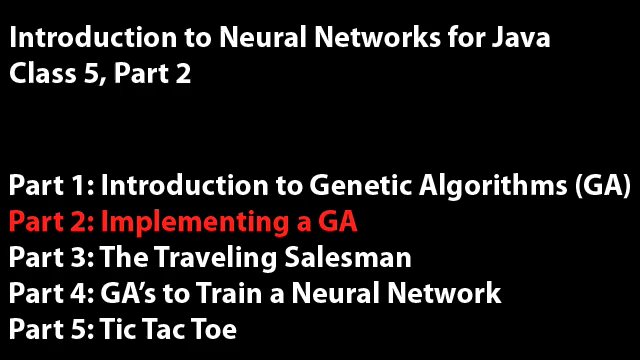 Introduction to Neural Networks for Java
Class 5, Part 2
Part 1: Introduction to Genetic Algorithms (GA)
Part 2: Implementing a GA
Part 3: The Traveling Salesman
Part 4: GA's to Train a Neural Network
Part 5: Tic Tac Toe